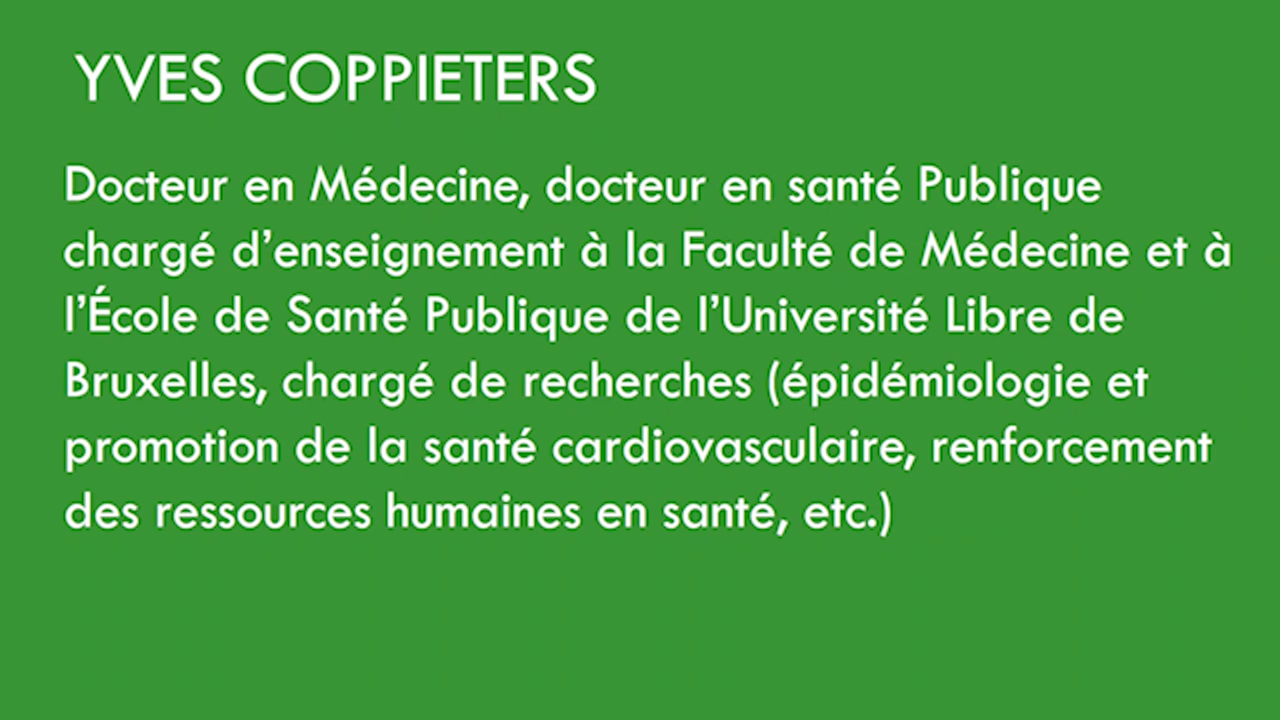 YVES COPPIETERS
Docteur en Médecine, docteur en santé Publique
chargé d’enseignement à la Faculté de Médecine et à
l’École de Santé Publique de l’Université Libre de
Bruxelles, chargé de recherches (épidémiologie et
promotion de la santé cardiovasculaire, renforcement
des ressources humaines en santé, etc.)